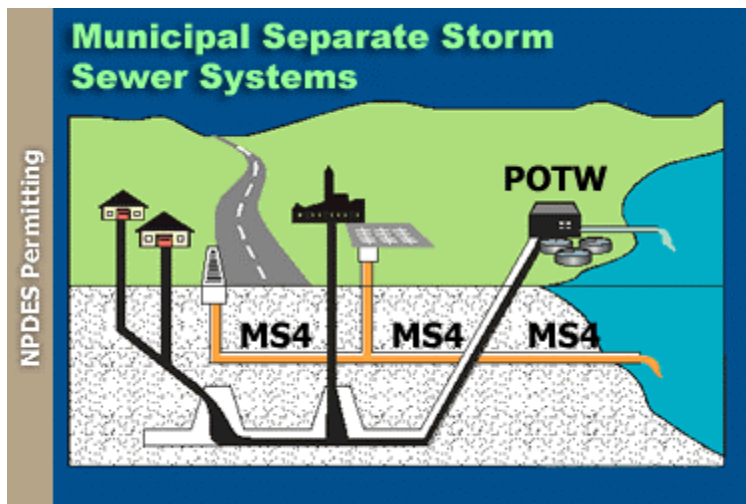 Municipal Separate Storm
Sewer Systems
NPDES Permitting
POTW
MS4 MS4 MS4